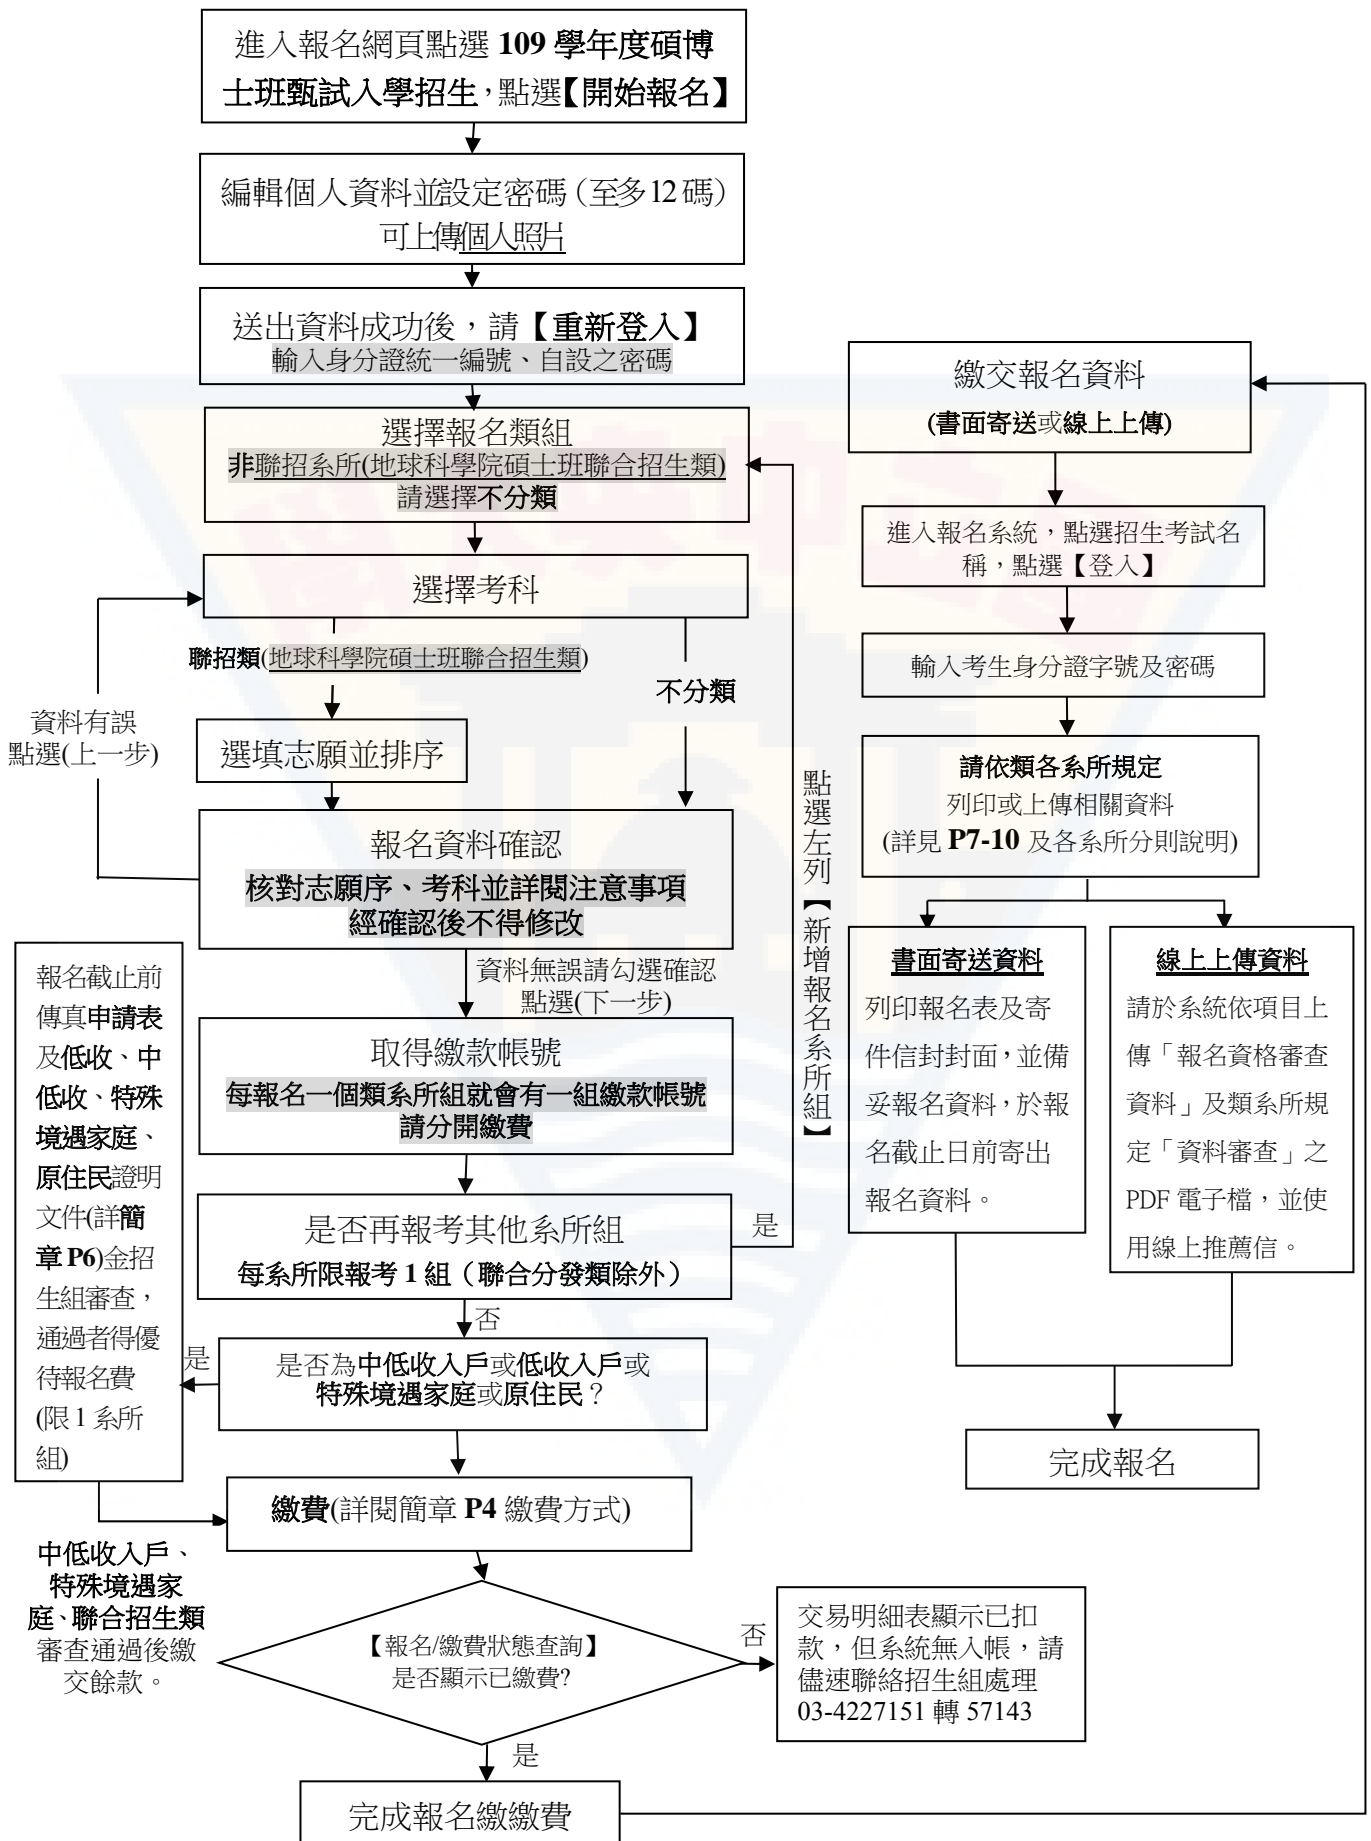 進入報名網頁點選 109 學年度碩博
士班甄試入學招生，點選【開始報名】
編輯個人資料並設定密碼（至多12碼）
可上傳個人照片
送出資料成功後，請【重新登入】
輸入身分證統一編號、自設之密碼
選擇報名類組
非聯招系所(地球科學院碩士班聯合招生類)
請選擇不分類
選擇考科
聯招類(地球科學院碩士班聯合招生類)
不分類
資料有誤
點選(上一步)
選填志願並排序
報名資料確認
核對志願序、考科並詳閱注意事項
經確認後不得修改
資料無誤請勾選確認
點選(下一步)
取得繳款帳號
每報名一個類系所組就會有一組繳款帳號
請分開繳費
是否再報考其他系所組
每系所限報考 1 組（聯合分發類除外）
是
點選左列【新增報名系所組】
否
是否為中低收入戶或低收入戶或
特殊境遇家庭或原住民？
是
報名截止前
傳真申請表
及低收、中
低收、特殊
境遇家庭、
原住民證明
文件(詳簡
章 P6)金招
生組審查，
通過者得優
待報名費
(限 1 系所
組)
繳費(詳閱簡章 P4 繳費方式)
中低收入戶、
特殊境遇家
庭、聯合招生類
審查通過後繳
交餘款。
【報名/繳費狀態查詢】
是否顯示已繳費?
否
交易明細表顯示已扣
款，但系統無入帳，請
儘速聯絡招生組處理
03-4227151 轉 57143
是
完成報名繳繳費
繳交報名資料
(書面寄送或線上上傳)
進入報名系統，點選招生考試名
稱，點選【登入】
輸入考生身分證字號及密碼
請依類各系所規定
列印或上傳相關資料
(詳見 P7-10 及各系所分則說明)
書面寄送資料
列印報名表及寄
件信封封面，並備
妥報名資料，於報
名截止日前寄出
報名資料。
線上上傳資料
請於系統依項目上
傳「報名資格審查
資料」及類系所規
定「資料審查」之
PDF 電子檔，並使
用線上推薦信。
完成報名